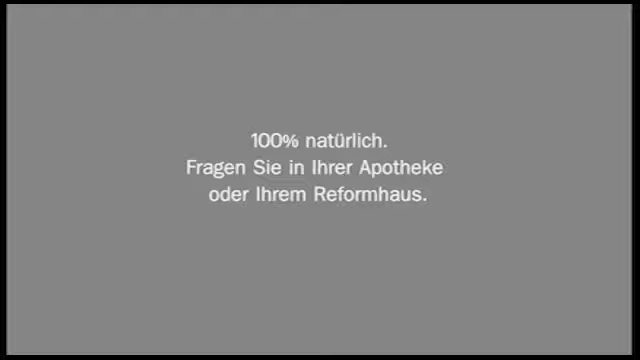 100% natürlich.
Fragen Sie in Ihrer Apotheke
oder Ihrem Reformhaus.